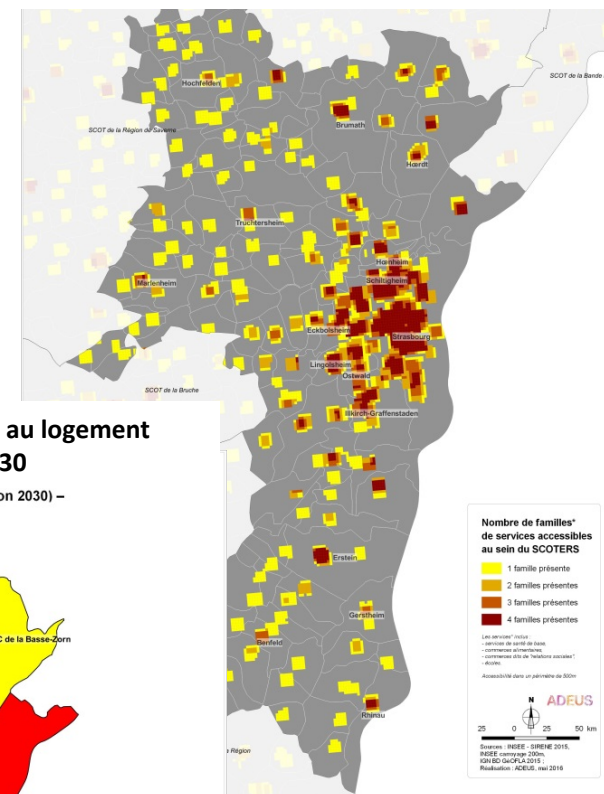 SCOT de la Bande
Hochfelden
SCOT de la Région de Saverne
Brumath
Hœrdt
Truchtersheim
Hœnheim
Marlenheim
Schiltigheim
Eckbolsheim
Strasbourg
Lingolsheim
Ostwald
SCOT de la Bruche
Illkirch-Graffenstaden
au logement
30
on 2030) –
C de la Basse-Zorn
Erstein
Gerstheim
Benfeld
Rhinau
a Région
Nombre de familles*
de services accessibles
au sein du SCOTERS
1 famille présente
2 familles présentes
3 familles présentes
4 familles présentes
Les services* inclus :
- services de santé de base,
- commerces alimentaires,
- commerces dits de "relations sociales",
- écoles.
Accessibilité dans un périmètre de 500m
N
ADEUS
25 0 25 50 km
Sources : INSEE - SIRENE 2015,
INSEE carroyage 200m,
IGN BD GéOFLA 2015 ;
Réalisation : ADEUS, mai 2016